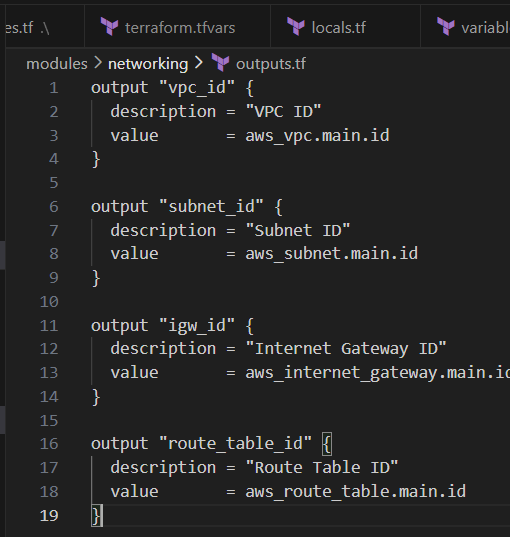 es.tf .\ terraform.tfvars locals.tf variabl
modules > networking > outputs.tf
1 output "vpc_id" {
2 description = "VPC ID"
3 value = aws_vpc.main.id
4 }
5
6 output "subnet_id" {
7 description = "Subnet ID"
8 value = aws_subnet.main.id
9 }
10
11 output "igw_id" {
12 description = "Internet Gateway ID"
13 value = aws_internet_gateway.main.id
14 }
15
16 output "route_table_id" {
17 description = "Route Table ID"
18 value = aws_route_table.main.id
19 }